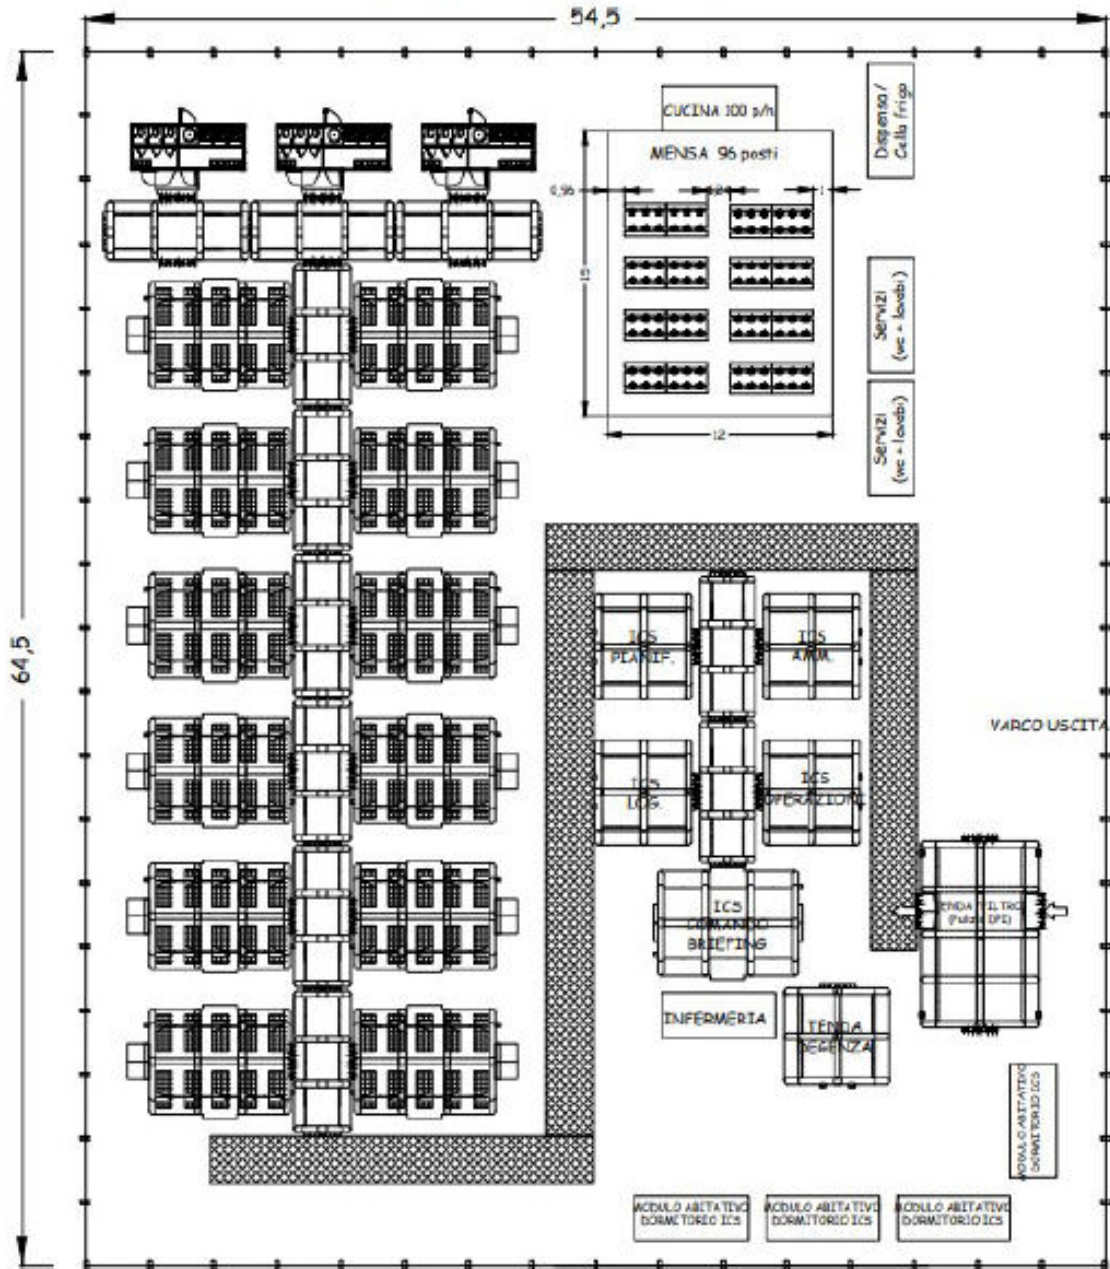 54,5
64,5
CUCINA 100 p/h
MENSA 96 posti
Dispensa/
Cella frigo
0,96
1
15
12
Servizi
(wc + lavabi)
Servizi
(wc + lavabi)
ICS
PIANIF.
ICS
AMM.
VARCO USCITA
ICS
LOG.
ICS
OPERAZIONI
ICS
COMANDO
BRIEFING
TENDA FILTRO
INFERMERIA
TENDA
DEGENZA
MODULO ABITATIVO
DORMITORIO ICS
MODULO ABITATIVO
DORMITORIO ICS
MODULO ABITATIVO
DORMITORIO ICS
MODULO ABITATIVO
DORMITORIO ICS